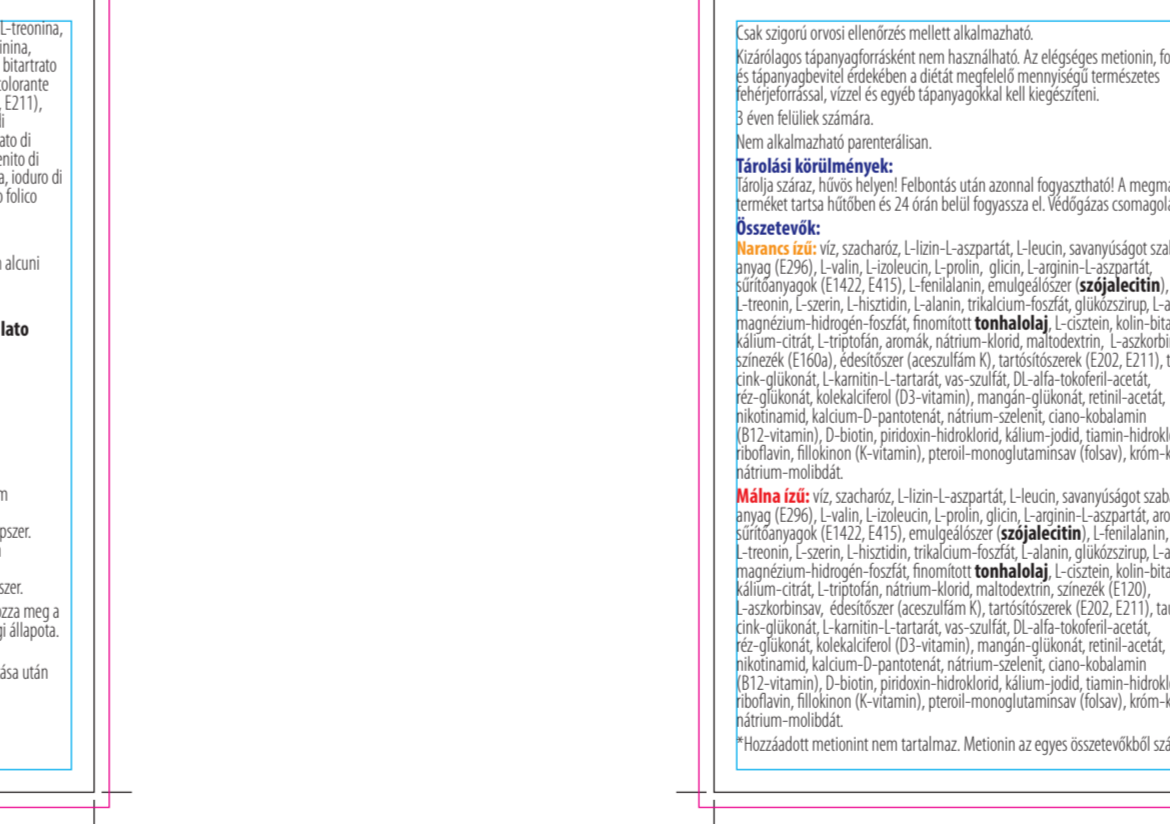 L-treonina,
bitartrato
E211),
di
enito di
ioduro di
folico
alcuni
lato
m
pszer.
szer.
ozza meg a
gi állapota.
ása után
Csak szigorú orvosi ellenőrzés mellett alkalmazható.
Kizárólagos tápanyagforrásként nem használható. Az elégséges metionin, fo
és tápanyagbevitel érdekében a diétát megfelelő mennyiségű természetes
fehérjeforrással, vízzel és egyéb tápanyagokkal kell kiegészíteni.
3 éven felüliek számára.
Nem alkalmazható parenterálisan.
Tárolási körülmények:
Tárolja száraz, hűvös helyen! Felbontás után azonnal fogyasztható! A megma
terméket tartsa hűtőben és 24 órán belül fogyassza el. Védőgázas csomagolá
Összetevők:
Narancs ízű: víz, szacharóz, L-lizin-L-aszpartát, L-leucin, savanyúságot szab
anyag (E296), L-valin, L-izoleucin, L-prolin, glicin, L-arginin-L-aszpartát,
sűrítőanyagok (E1422, E415), L-fenilalanin, emulgeálószer (szójalecitin),
L-treonin, L-szerin, L-hisztidin, L-alanin, trikalcium-foszfát, glükózszirup, L-a
magnézium-hidrogén-foszfát, finomított tonhalolaj, L-cisztein, kolin-bita
kálium-citrát, L-triptofán, aromák, nátrium-klorid, maltodextrin, L-aszkorbin
színezék (E160a), édesítőszer (aceszulfám K), tartósítószerek (E202, E211), t
cink-glükonát, L-karnitin-L-tartarát, vas-szulfát, DL-alfa-tokoferil-acetát,
réz-glükonát, kolekalciferol (D3-vitamin), mangán-glükonát, retinil-acetát,
nikotinamid, kalcium-D-pantotenát, nátrium-szelenit, ciano-kobalamin
(B12-vitamin), D-biotin, piridoxin-hidroklorid, kálium-jodid, tiamin-hidroklo
riboflavin, fillokinon (K-vitamin), pteroil-monoglutaminsav (folsav), króm-k
nátrium-molibdát.
Málna ízű: víz, szacharóz, L-lizin-L-aszpartát, L-leucin, savanyúságot szab
anyag (E296), L-valin, L-izoleucin, L-prolin, glicin, L-arginin-L-aszpartát, aro
sűrítőanyagok (E1422, E415), emulgeálószer (szójalecitin), L-fenilalanin,
L-treonin, L-szerin, L-hisztidin, trikalcium-foszfát, L-alanin, glükózszirup, L-a
magnézium-hidrogén-foszfát, finomított tonhalolaj, L-cisztein, kolin-bita
kálium-citrát, L-triptofán, nátrium-klorid, maltodextrin, színezék (E120),
L-aszkorbinsav, édesítőszer (aceszulfám K), tartósítószerek (E202, E211), tau
cink-glükonát, L-karnitin-L-tartarát, vas-szulfát, DL-alfa-tokoferil-acetát,
réz-glükonát, kolekalciferol (D3-vitamin), mangán-glükonát, retinil-acetát,
nikotinamid, kalcium-D-pantotenát, nátrium-szelenit, ciano-kobalamin
(B12-vitamin), D-biotin, piridoxin-hidroklorid, kálium-jodid, tiamin-hidroklo
riboflavin, fillokinon (K-vitamin), pteroil-monoglutaminsav (folsav), króm-k
nátrium-molibdát.
*Hozzáadott metionint nem tartalmaz. Metionin az egyes összetevőkből szá